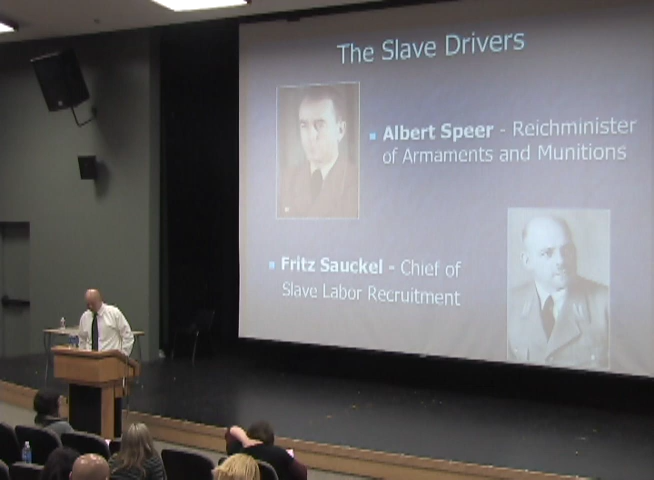 The Slave Drivers
Albert Speer - Reichminister
of Armaments and Munitions
Fritz Sauckel - Chief of
Slave Labor Recruitment